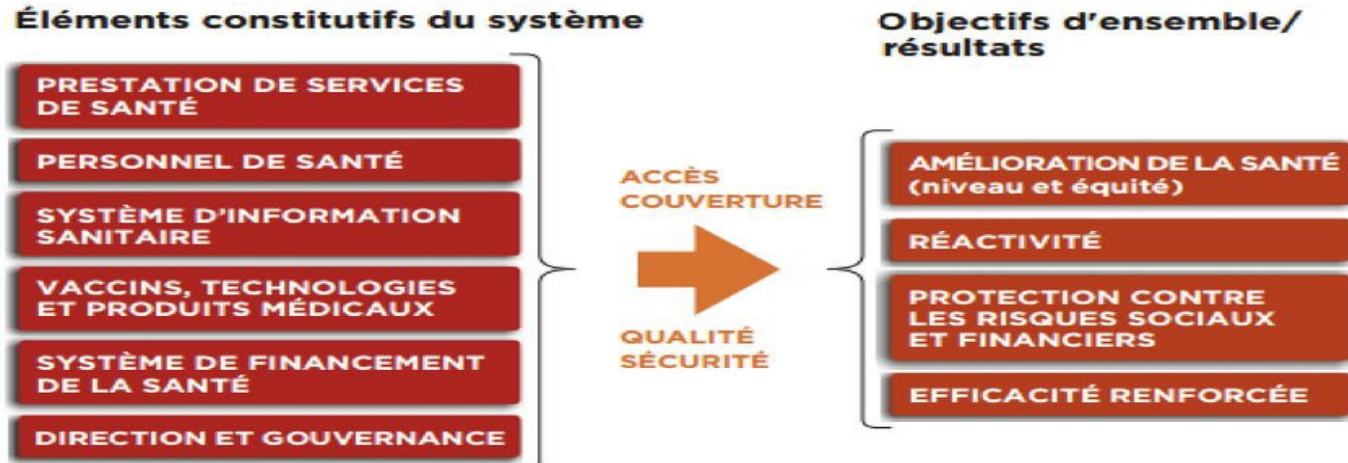 Éléments constitutifs du système
PRESTATION DE SERVICES
DE SANTÉ
PERSONNEL DE SANTÉ
SYSTÈME D'INFORMATION
SANITAIRE
VACCINS, TECHNOLOGIES
ET PRODUITS MÉDICAUX
SYSTÈME DE FINANCEMENT
DE LA SANTÉ
DIRECTION ET GOUVERNANCE
ACCÈS
COUVERTURE
QUALITÉ
SÉCURITÉ
Objectifs d'ensemble/
résultats
AMÉLIORATION DE LA SANTÉ
(niveau et équité)
RÉACTIVITÉ
PROTECTION CONTRE
LES RISQUES SOCIAUX
ET FINANCIERS
EFFICACITÉ RENFORCÉE